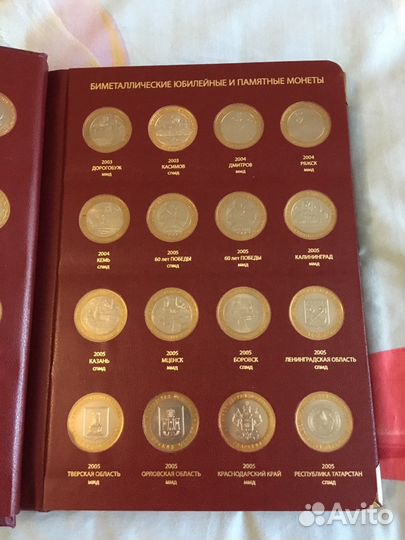 БИМЕТАЛЛИЧЕСКИЕ ЮБИЛЕЙНЫЕ И ПАМЯТНЫЕ МОНЕТЫ
2003
ДОРОГОБУЖ
ММД
2003
КАСИМОВ
СПМД
2004
ДМИТРОВ
ММД
2004
РЯЖСК
ММД
2004
КЕМЬ
СПМД
2005
60 лет ПОБЕДЫ
СПМД
2005
60 лет ПОБЕДЫ
ММД
2005
КАЛИНИНГРАД
ММД
2005
КАЗАНЬ
СПМД
2005
МЦЕНСК
ММД
2005
БОРОВСК
СПМД
2005
ЛЕНИНГРАДСКАЯ ОБЛАСТЬ
СПМД
2005
ТВЕРСКАЯ ОБЛАСТЬ
ММД
2005
ОРЛОВСКАЯ ОБЛАСТЬ
ММД
2005
КРАСНОДАРСКИЙ КРАЙ
ММД
2005
РЕСПУБЛИКА ТАТАРСТАН
СПМД
Avito